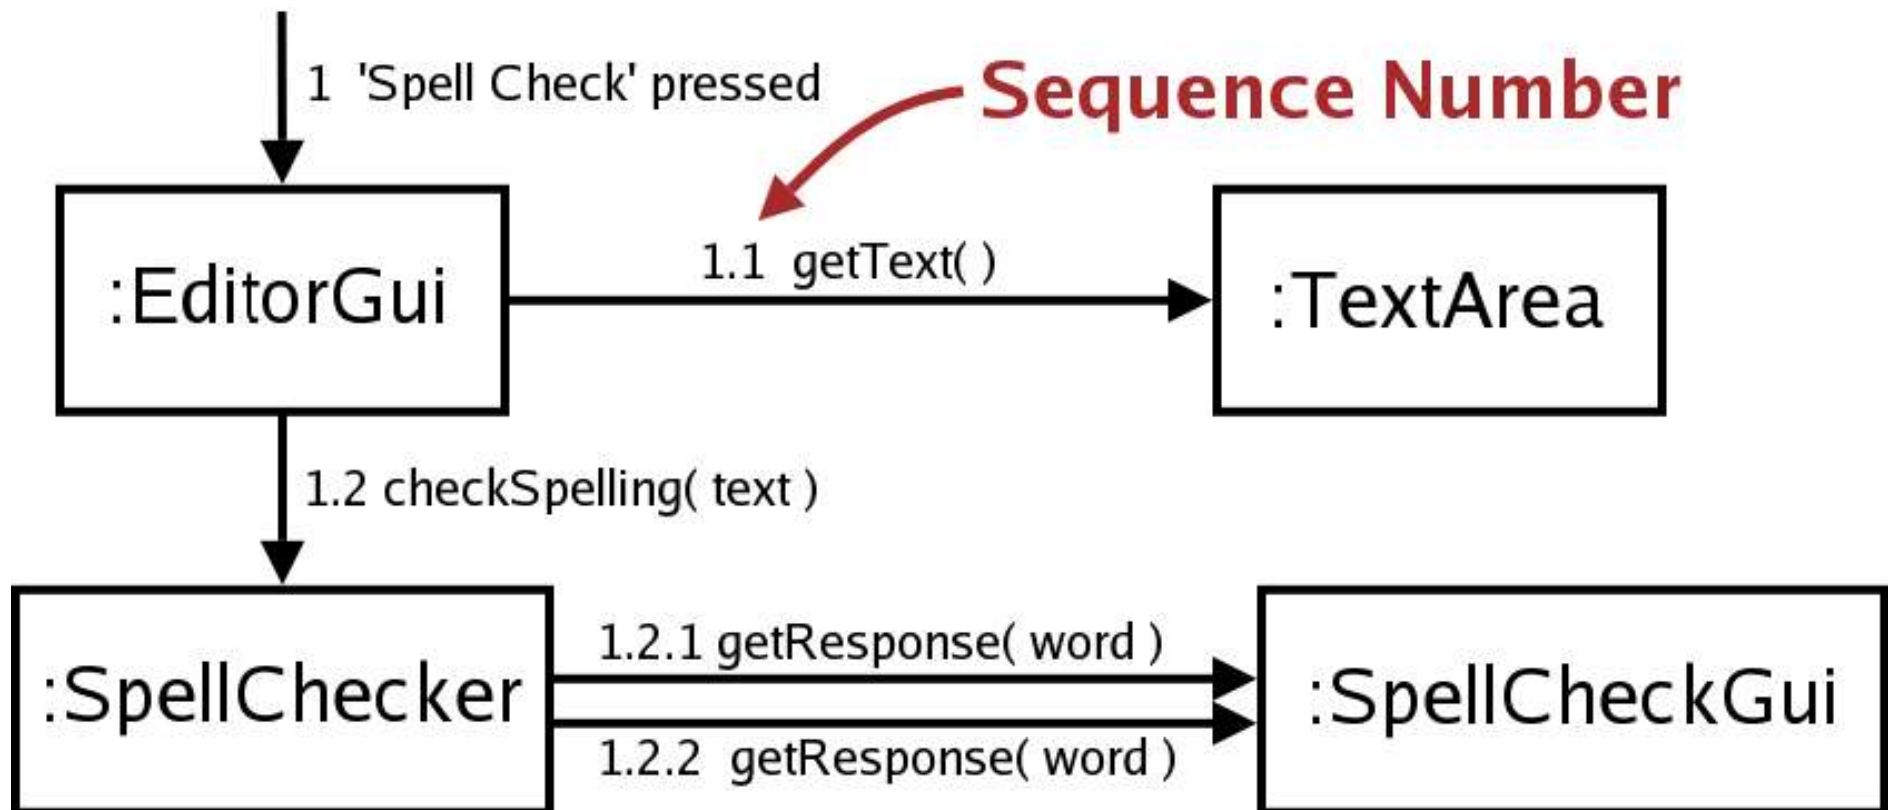 1 'Spell Check' pressed
Sequence Number
1.1 getText( )
:EditorGui
:TextArea
1.2 checkSpelling( text )
1.2.1 getResponse( word )
:SpellChecker
:SpellCheckGui
1.2.2 getResponse( word )